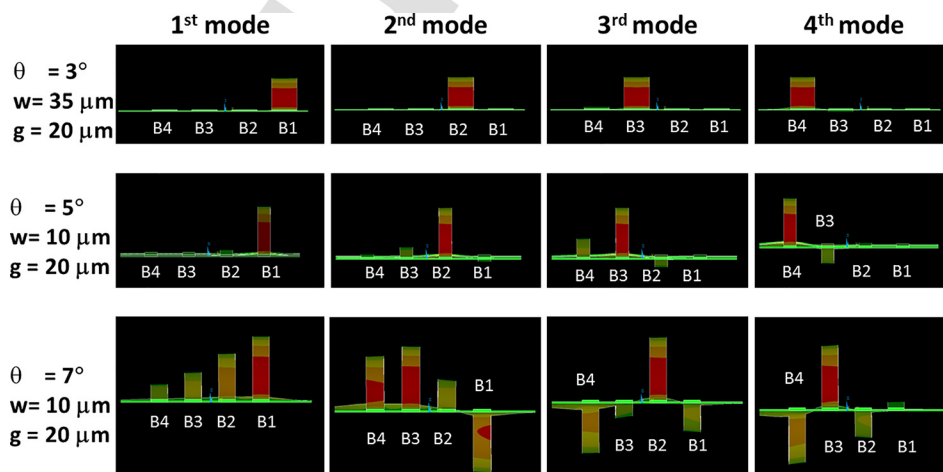 1st mode 2nd mode 3rd mode 4th mode
θ = 3°
w= 35 μm
g = 20 μm
B4 B3 B2 B1
B4 B3 B2 B1
B4 B3 B2 B1
B4 B3 B2 B1
θ = 5°
w= 10 μm
g = 20 μm
B4 B3 B2 B1
B4 B3 B2 B1
B4 B3 B2 B1
B3
B4 B2 B1
θ = 7°
w= 10 μm
g = 20 μm
B4 B3 B2 B1
B1
B4 B3 B2
B4
B3 B2 B1
B4
B3 B2 B1